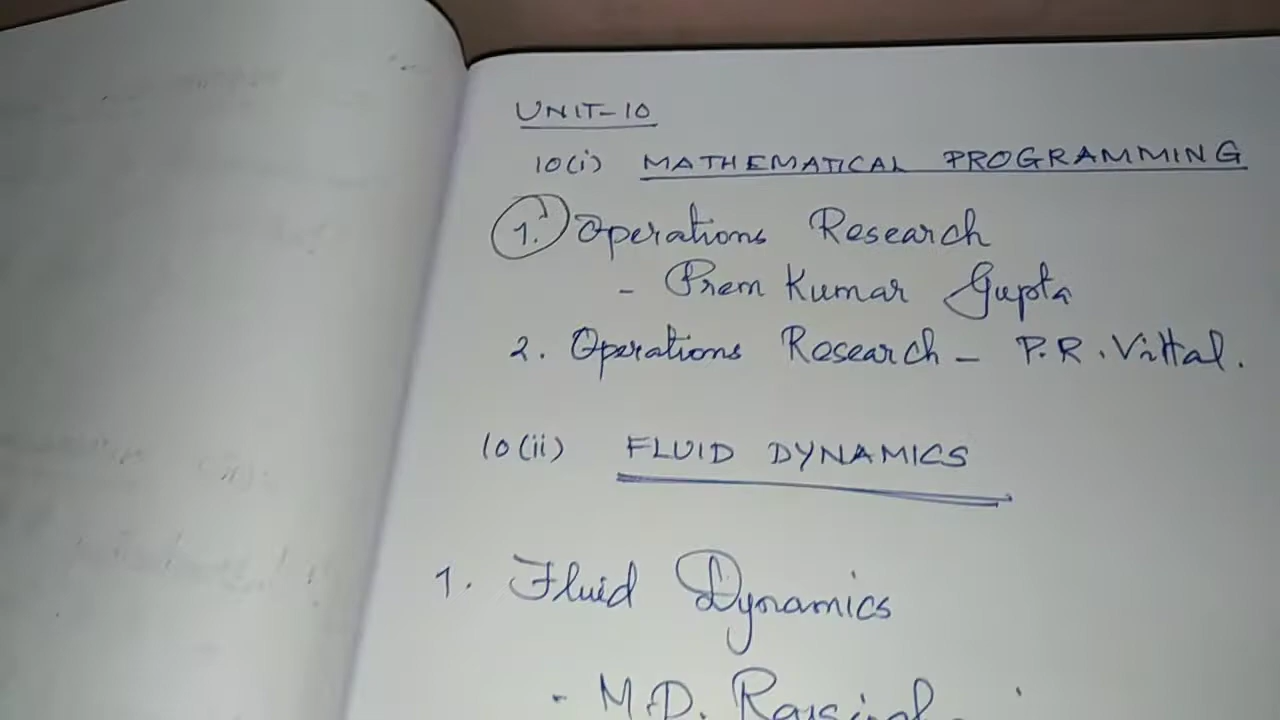 UNIT-10
10(i) MATHEMATICAL PROGRAMMING
1. Operations Research
- Prem Kumar Gupta
2. Operations Research - P.R. Vittal.
10(ii) FLUID DYNAMICS
1. Fluid Dynamics
- M.D.